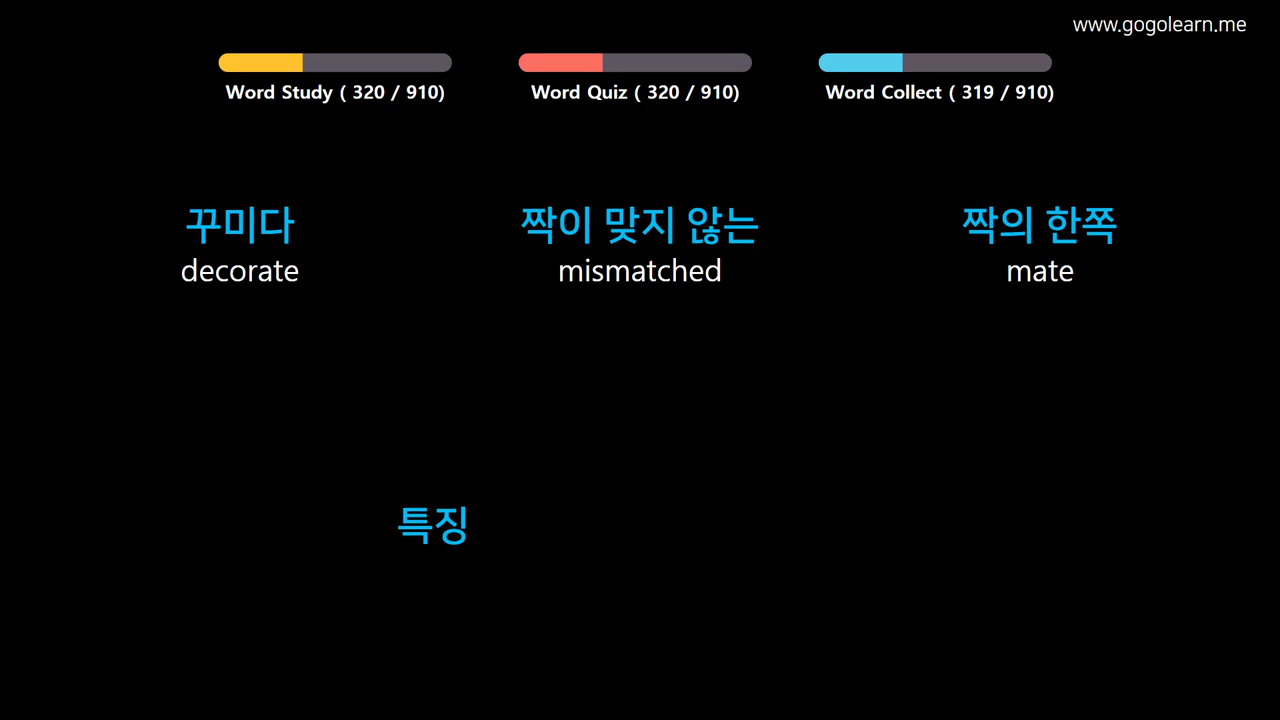 www.gogolearn.me
Word Study ( 320 / 910)
Word Quiz ( 320 / 910)
Word Collect ( 319 / 910)
꾸미다
decorate
짝이 맞지 않는
mismatched
짝의 한쪽
mate
특징